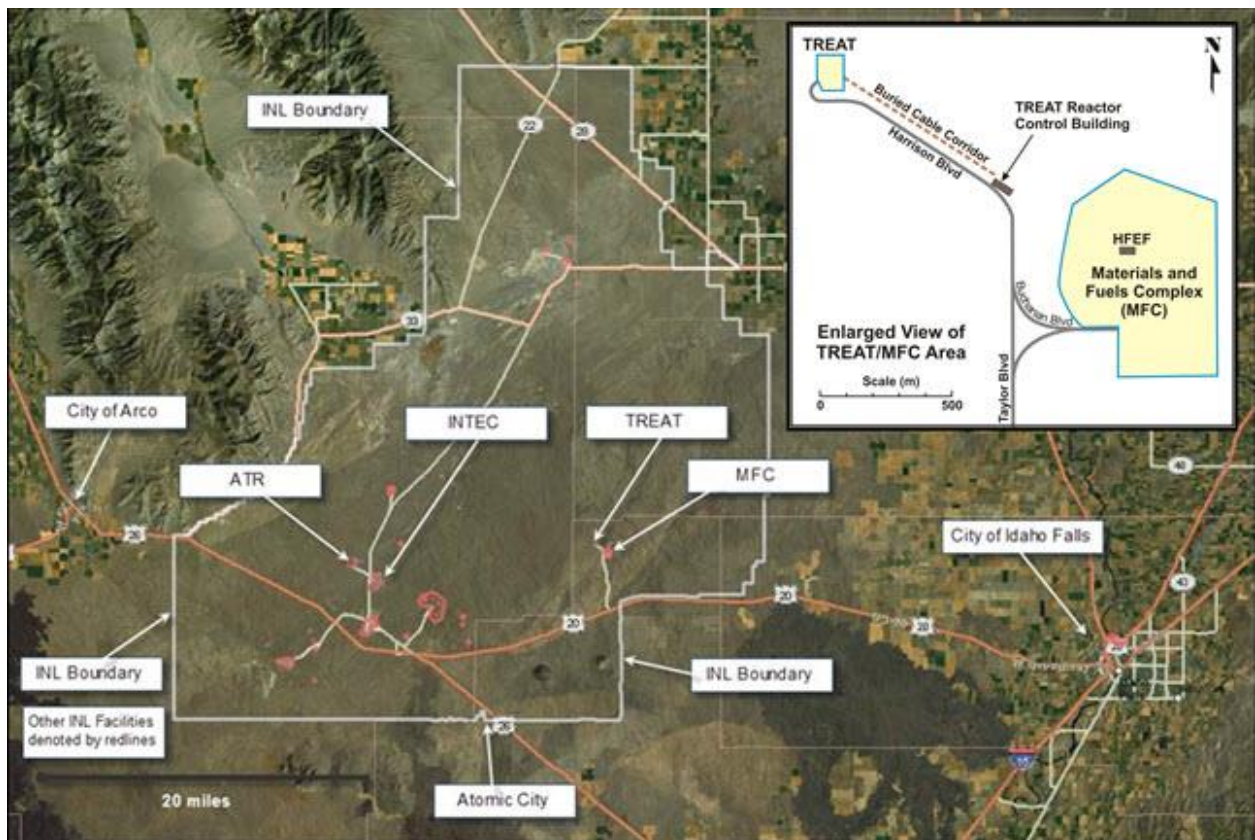 INL Boundary
22
28
33
City of Arco
INTEC
TREAT
ATR
MFC
City of Idaho Falls
26
20
20
20
40
40
INL Boundary
INL Boundary
Other INL Facilities
denoted by redlines
26
20 miles
Atomic City
TREAT
N
Buried Cable Corridor
Harrison Blvd
TREAT Reactor
Control Building
HFEF
Materials and
Fuels Complex
(MFC)
Buchanan Blvd
Taylor Blvd
Enlarged View of
TREAT/MFC Area
Scale (m)
0
500